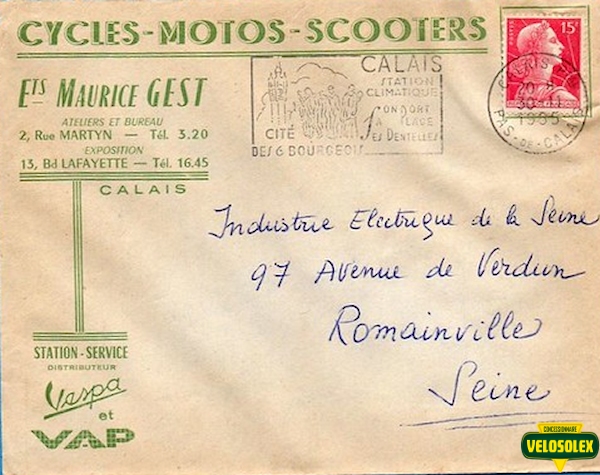 CYCLES-MOTOS-SCOOTERS
Ets MAURICE GEST
ATELIERS ET BUREAU
2, Rue MARTYN — Tél. 3.20
EXPOSITION
13, Bd LAFAYETTE — Tél. 16.45
CALAIS
CALAIS
STATION
CLIMATIQUE
SON PORT
SA PLAGE
SES DENTELLES
CITÉ
DES 6 BOURGEOIS
15F
CALAIS
1955
PAS-DE-CALAIS
Industrie Electrique de la Seine
97 Avenue de Verdun
Romainville
Seine
STATION-SERVICE
DISTRIBUTEUR
Vespa
et
VAP
CONCESSIONNAIRE
VELOSOLEX